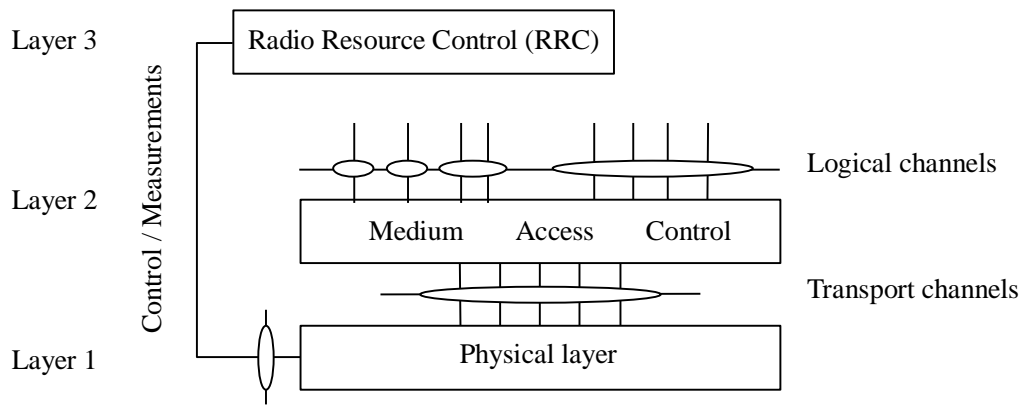 Layer 3
Radio Resource Control (RRC)
Control / Measurements
Logical channels
Layer 2
Medium Access Control
Transport channels
Layer 1
Physical layer